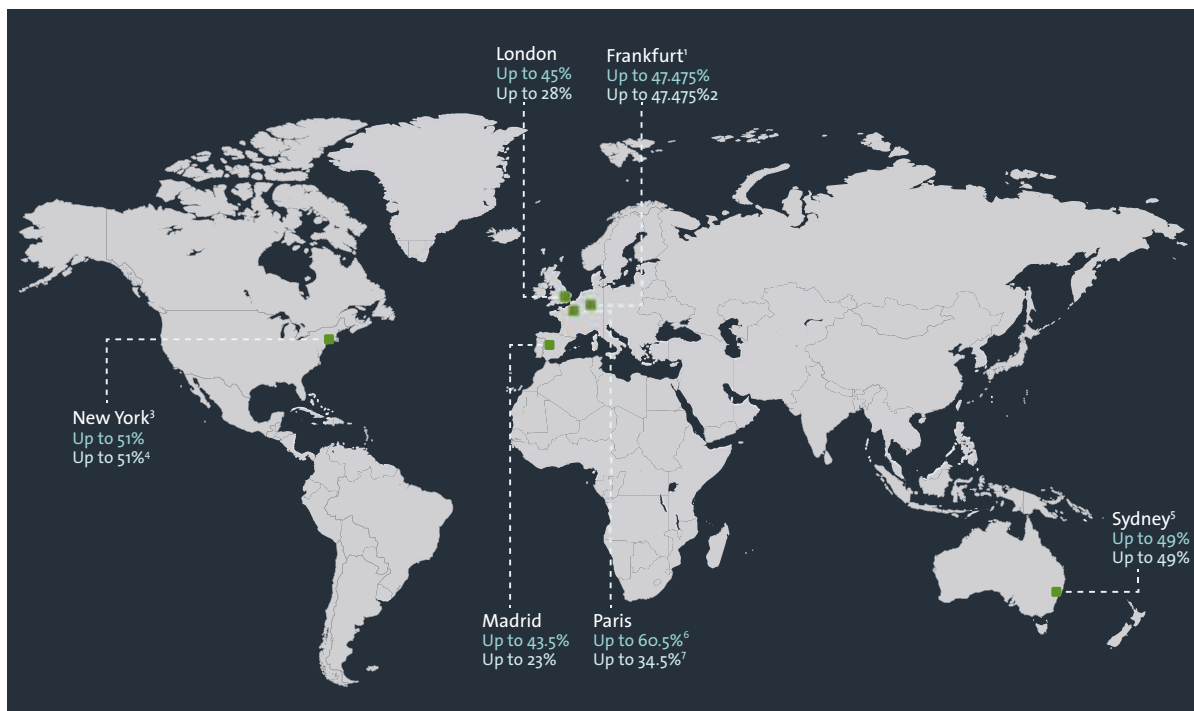 London
Up to 45%
Up to 28%
Frankfurt¹
Up to 47.475%
Up to 47.475%2
New York³
Up to 51%
Up to 51%⁴
Sydney⁵
Up to 49%
Up to 49%
Madrid
Up to 43.5%
Up to 23%
Paris
Up to 60.5%⁶
Up to 34.5%⁷